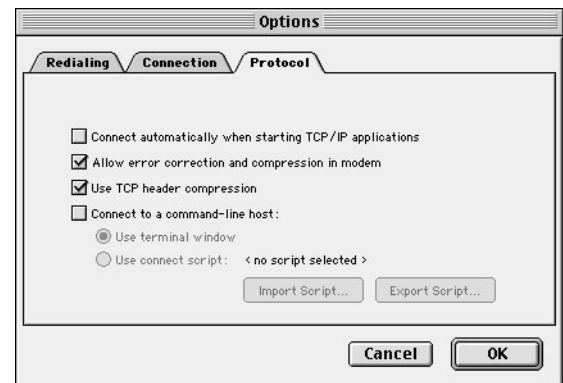 Options
Redialing Connection Protocol
Connect automatically when starting TCP/IP applications
Allow error correction and compression in modem
Use TCP header compression
Connect to a command-line host:
Use terminal window
Use connect script: < no script selected >
Import Script... Export Script...
Cancel OK